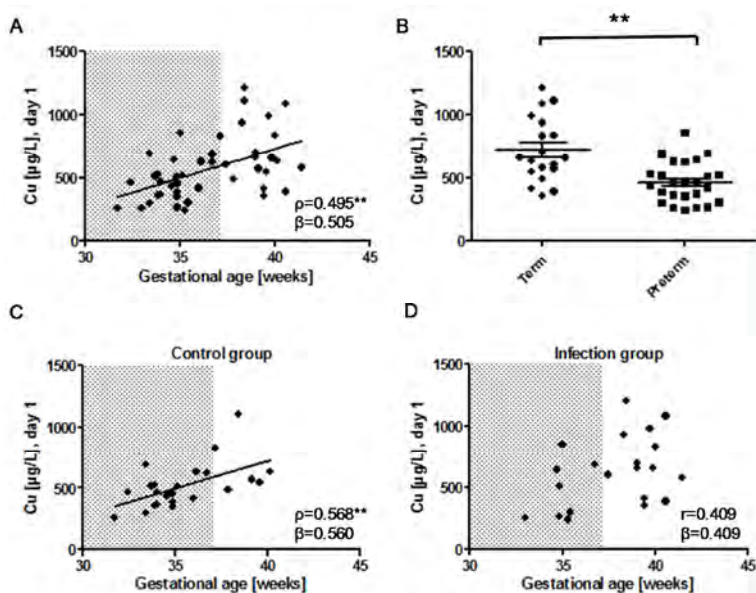 A
Cu [µg/L], day 1
1500
1000
500
0
30
35
40
45
Gestational age [weeks]
ρ=0.495**
β=0.505
B
**
Cu [µg/L], day 1
1500
1000
500
0
Term
Preterm
C
Control group
Cu [µg/L], day 1
1500
1000
500
0
30
35
40
45
Gestational age [weeks]
ρ=0.568**
β=0.560
D
Infection group
Cu [µg/L], day 1
1500
1000
500
0
30
35
40
45
Gestational age [weeks]
r=0.409
β=0.409